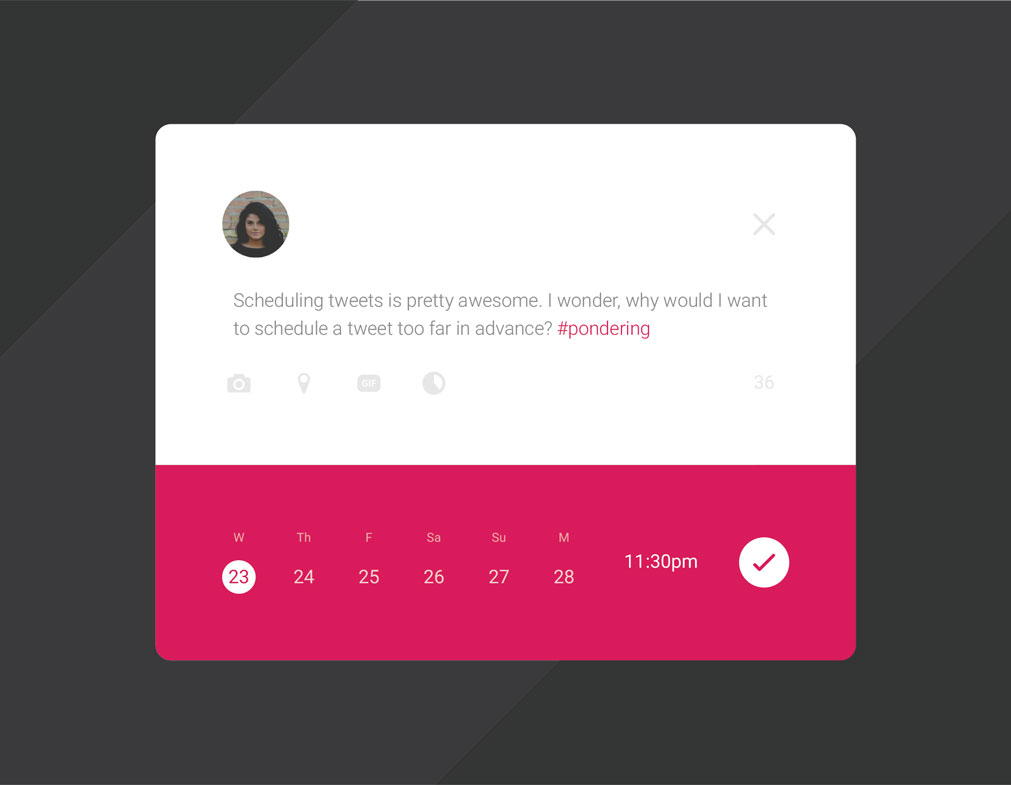 Scheduling tweets is pretty awesome. I wonder, why would I want
to schedule a tweet too far in advance? #pondering
GIF
36
W Th F Sa Su M
23 24 25 26 27 28
11:30pm